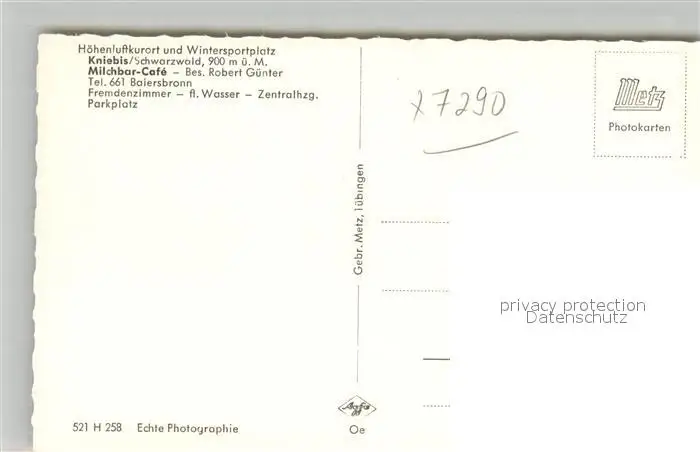 Höhenluftkurort und Wintersportplatz
Kniebis/Schwarzwald, 900 m ü. M.
Milchbar-Café – Bes. Robert Günter
Tel. 661 Baiersbronn
Fremdenzimmer – fl. Wasser – Zentralhzg.
Parkplatz
x7290
Metz
Photokarten
Gebr. Metz, Tübingen
privacy protection
Datenschutz
Agfa
Oe
521 H 258 Echte Photographie